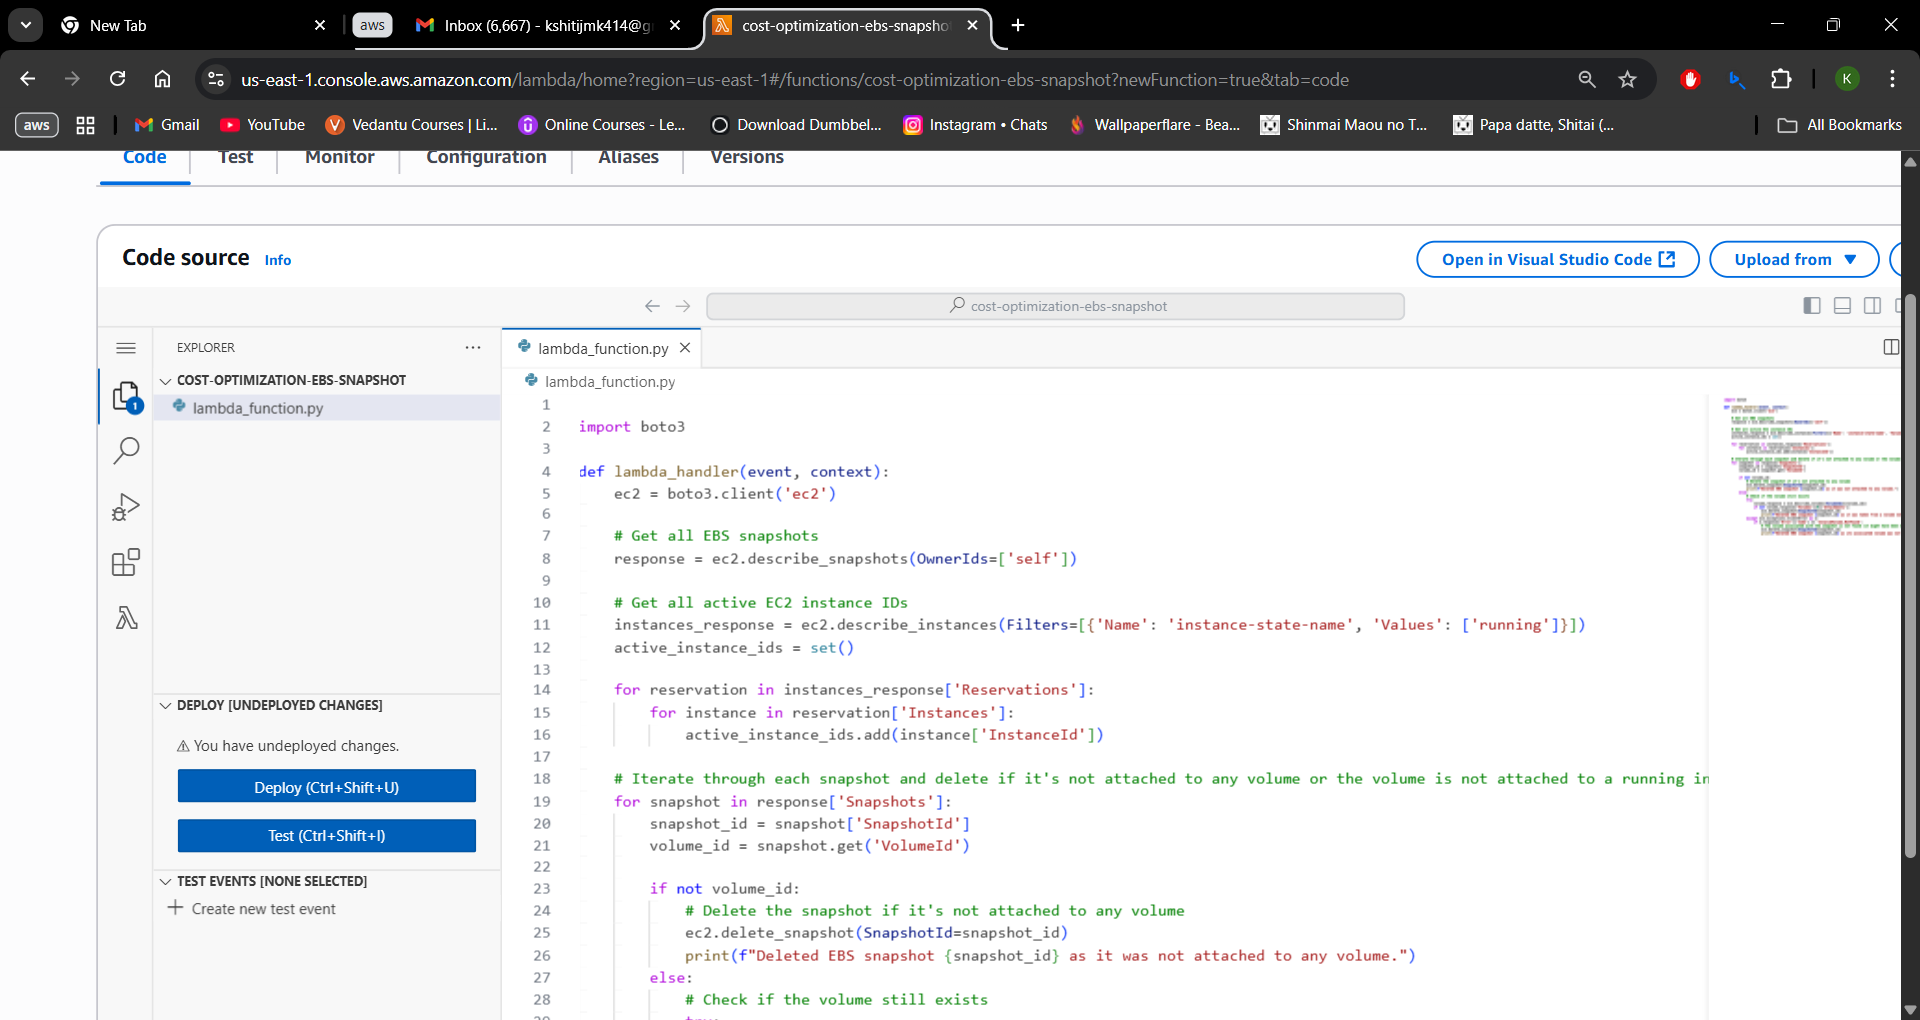 New Tab
aws
Inbox (6,667) - kshitijmk414@g
cost-optimization-ebs-snapsho
us-east-1.console.aws.amazon.com/lambda/home?region=us-east-1#/functions/cost-optimization-ebs-snapshot?newFunction=true&tab=code
K
aws
Gmail
YouTube
Vedantu Courses | Li...
Online Courses - Le...
Download Dumbbel...
Instagram • Chats
Wallpaperflare - Bea...
Shinmai Maou no T...
Papa datte, Shitai (...
All Bookmarks
Code
Test
Monitor
Configuration
Aliases
Versions
Code source
Info
Open in Visual Studio Code
Upload from
cost-optimization-ebs-snapshot
EXPLORER
lambda_function.py
COST-OPTIMIZATION-EBS-SNAPSHOT
lambda_function.py
lambda_function.py
1
1
2 import boto3
3
4 def lambda_handler(event, context):
5 ec2 = boto3.client('ec2')
6
7 # Get all EBS snapshots
8 response = ec2.describe_snapshots(OwnerIds=['self'])
9
10 # Get all active EC2 instance IDs
11 instances_response = ec2.describe_instances(Filters=[{'Name': 'instance-state-name', 'Values': ['running']}])
12 active_instance_ids = set()
13
14 for reservation in instances_response['Reservations']:
15 for instance in reservation['Instances']:
16 active_instance_ids.add(instance['InstanceId'])
17
18 # Iterate through each snapshot and delete if it's not attached to any volume or the volume is not attached to a running in
19 for snapshot in response['Snapshots']:
20 snapshot_id = snapshot['SnapshotId']
21 volume_id = snapshot.get('VolumeId')
22
23 if not volume_id:
24 # Delete the snapshot if it's not attached to any volume
25 ec2.delete_snapshot(SnapshotId=snapshot_id)
26 print(f"Deleted EBS snapshot {snapshot_id} as it was not attached to any volume.")
27 else:
28 # Check if the volume still exists
DEPLOY [UNDEPLOYED CHANGES]
You have undeployed changes.
Deploy (Ctrl+Shift+U)
Test (Ctrl+Shift+I)
TEST EVENTS [NONE SELECTED]
Create new test event